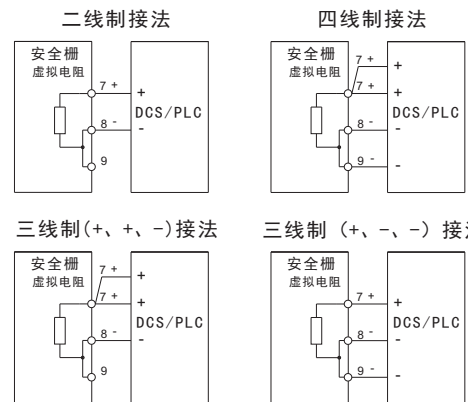 二线制接法
安全栅
虚拟电阻
7 +
8 -
9
+
DCS/PLC
-
四线制接法
安全栅
虚拟电阻
7 +
7 +
8 -
9 -
+
+
DCS/PLC
-
-
三线制(+、+、-)接法
安全栅
虚拟电阻
7 +
7 +
8 -
9
+
+
DCS/PLC
-
三线制 (+、-、-) 接
安全栅
虚拟电阻
7 +
8 -
9 -
+
DCS/PLC
-
-